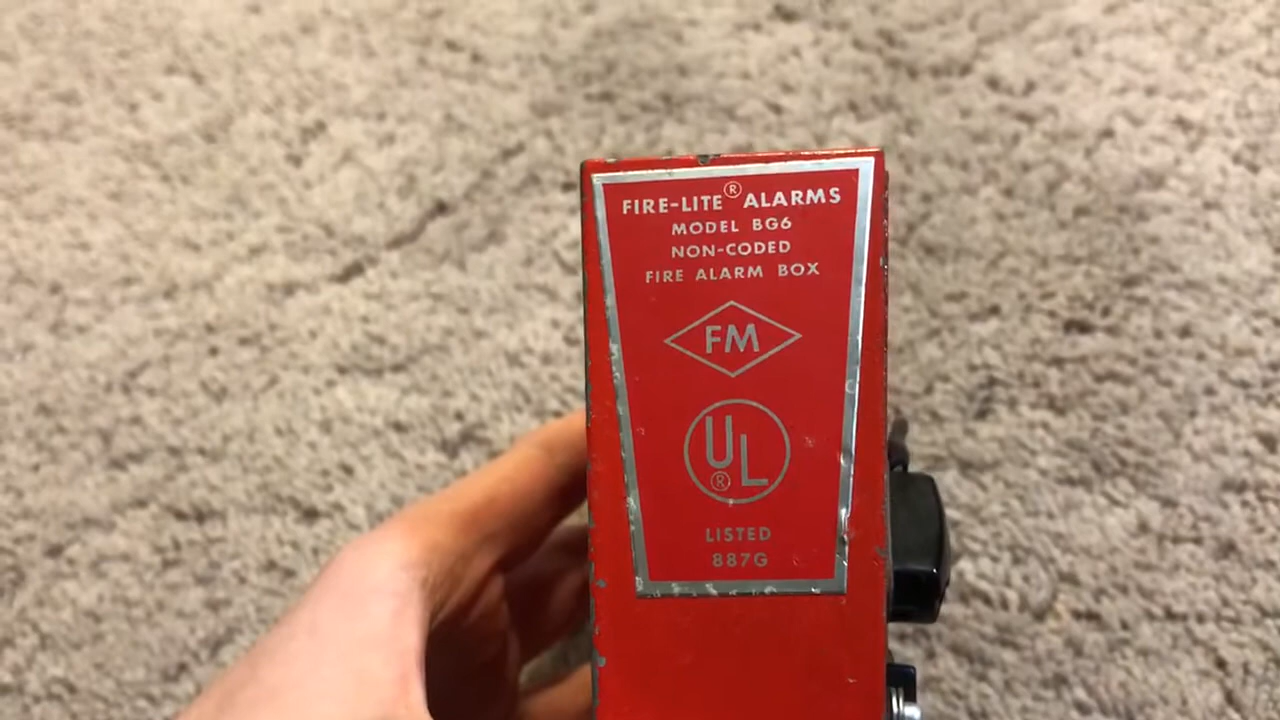 FIRE-LITE® ALARMS
MODEL BG6
NON-CODED
FIRE ALARM BOX
FM
UL®
LISTED
887G